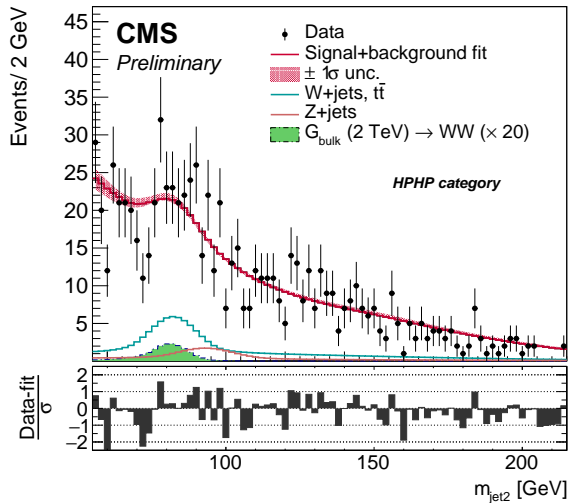 CMS
Preliminary
Data
Signal+background fit
± 1σ unc.
W+jets, tt̄
Z+jets
G_bulk (2 TeV) → WW (× 20)
HPHP category
Events/ 2 GeV
45
40
35
30
25
20
15
10
5
Data-fit
σ
2
1
0
−1
−2
100
150
200
m_jet2 [GeV]